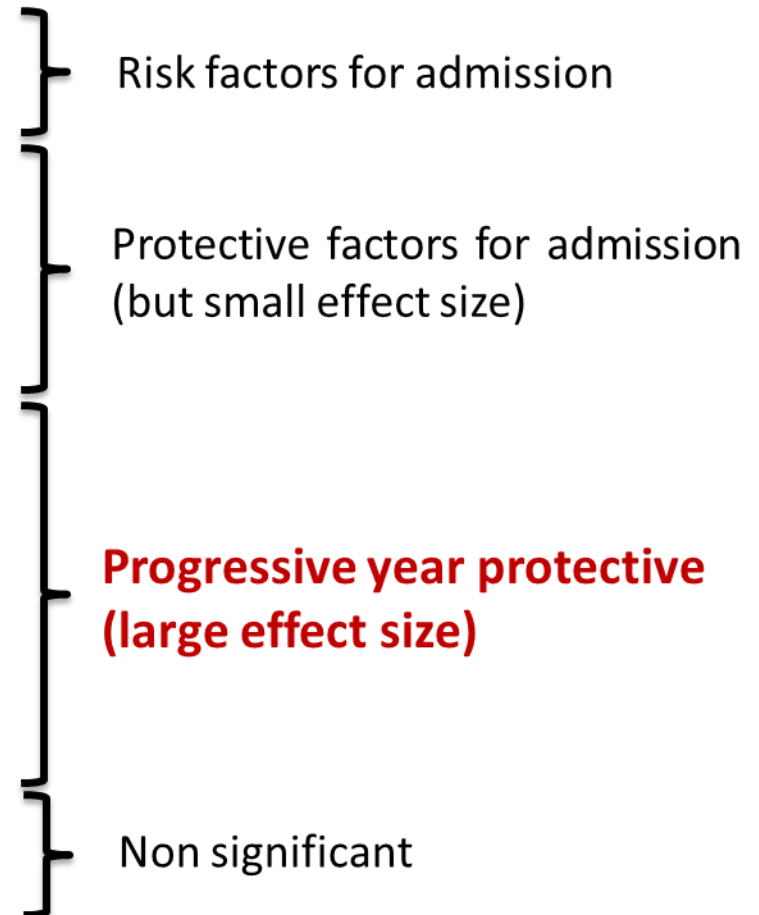 Risk factors for admission
Protective factors for admission
(but small effect size)
Progressive year protective
(large effect size)
Non significant